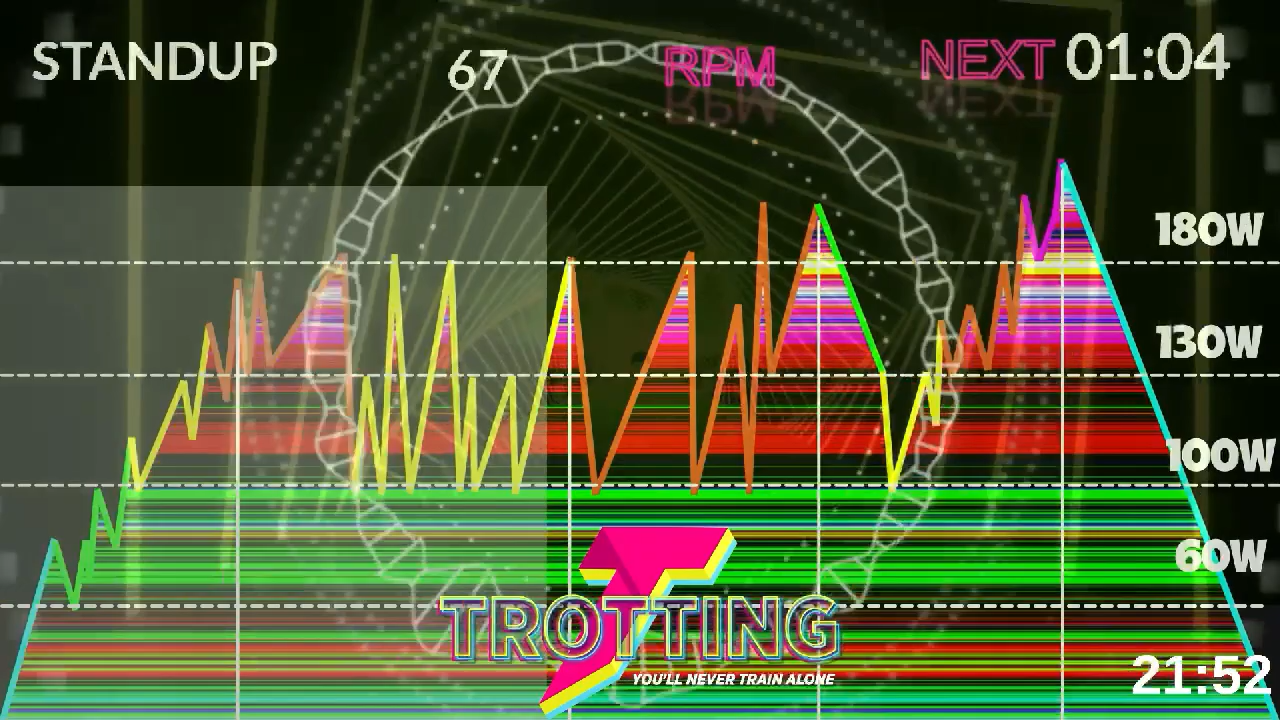 STANDUP 67 RPM NEXT 01:04
180W
130W
100W
60W
TROTTING
YOU'LL NEVER TRAIN ALONE
21:52